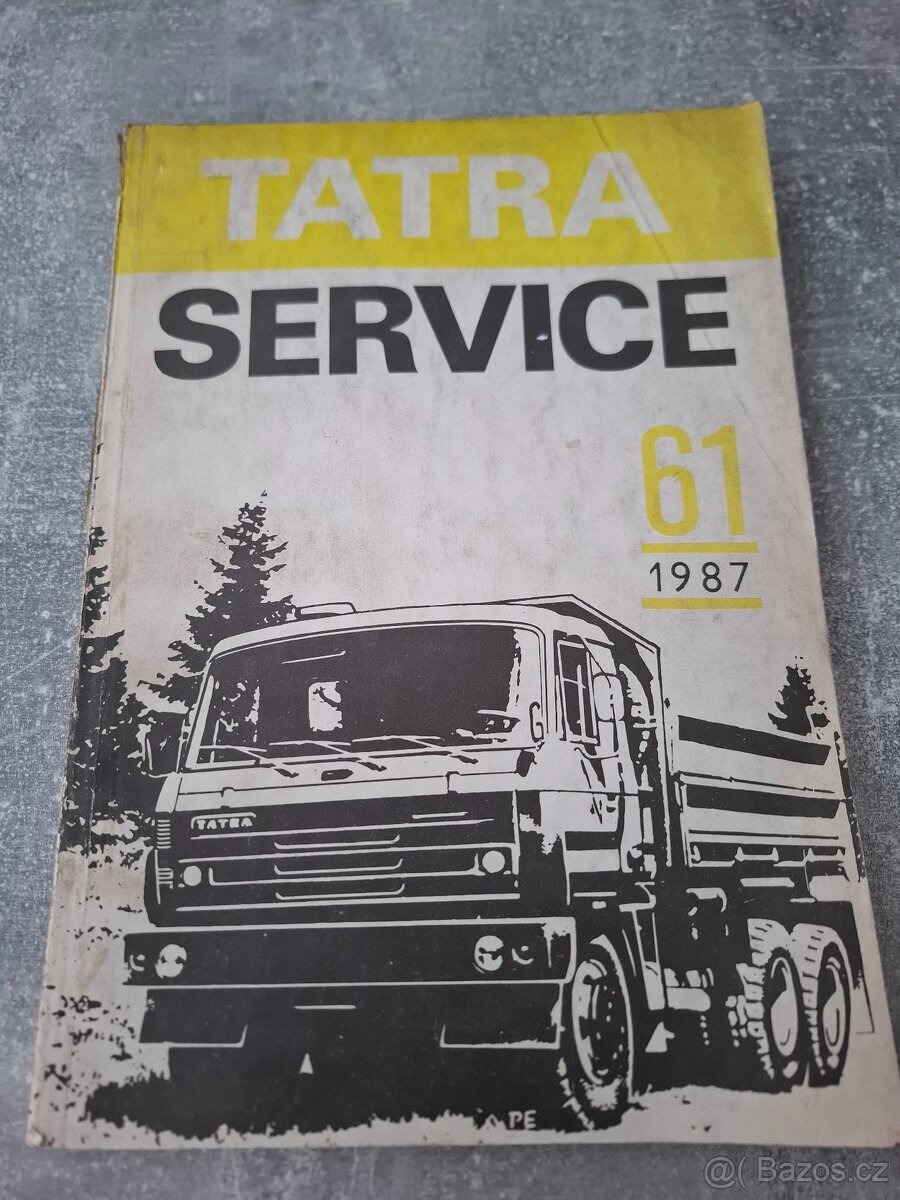 TATRA
SERVICE
61
1987
TATRA
PE
@( Bazos.cz